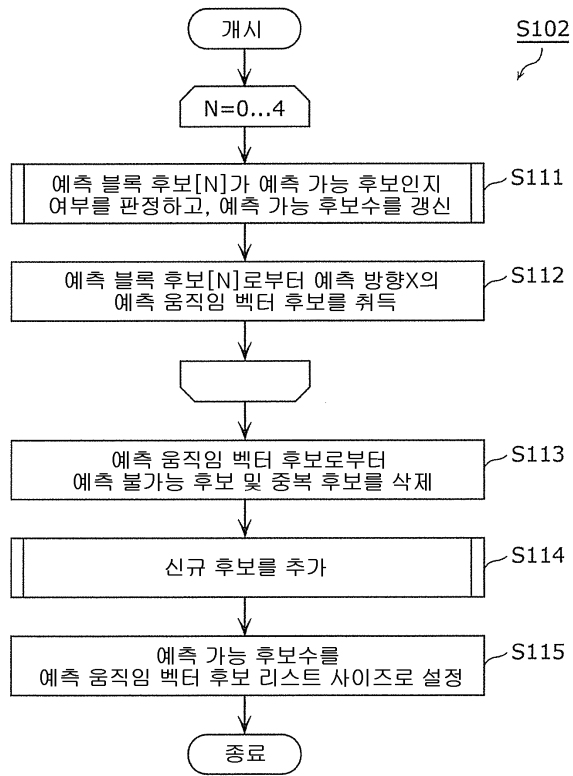 개시
S102
N=0...4
예측 블록 후보[N]가 예측 가능 후보인지
여부를 판정하고, 예측 가능 후보수를 갱신
S111
예측 블록 후보[N]로부터 예측 방향X의
예측 움직임 벡터 후보를 취득
S112
예측 움직임 벡터 후보로부터
예측 불가능 후보 및 중복 후보를 삭제
S113
신규 후보를 추가
S114
예측 가능 후보수를
예측 움직임 벡터 후보 리스트 사이즈로 설정
S115
종료